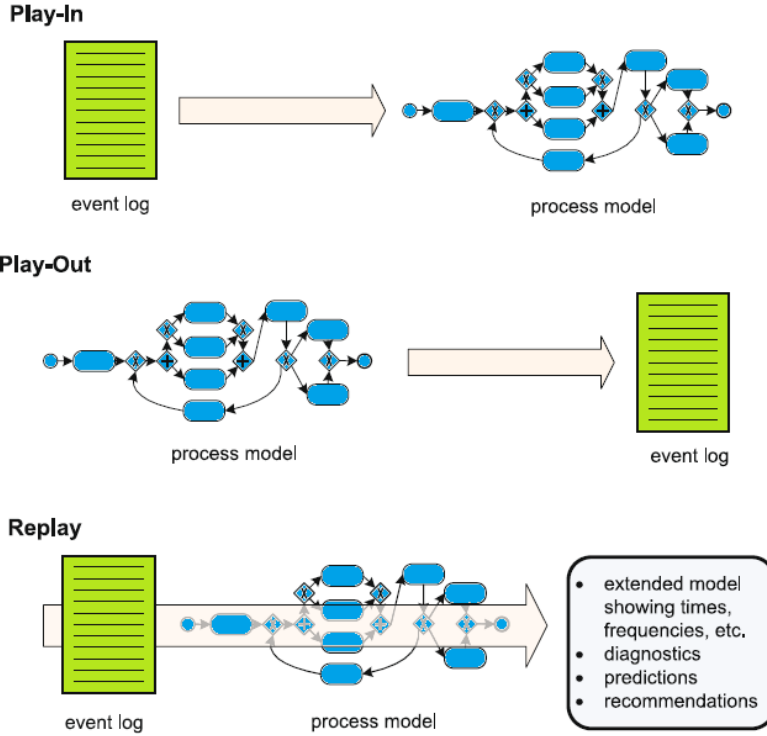 Play-In
event log
process model
Play-Out
process model
event log
Replay
event log
process model
• extended model
showing times,
frequencies, etc.
• diagnostics
• predictions
• recommendations